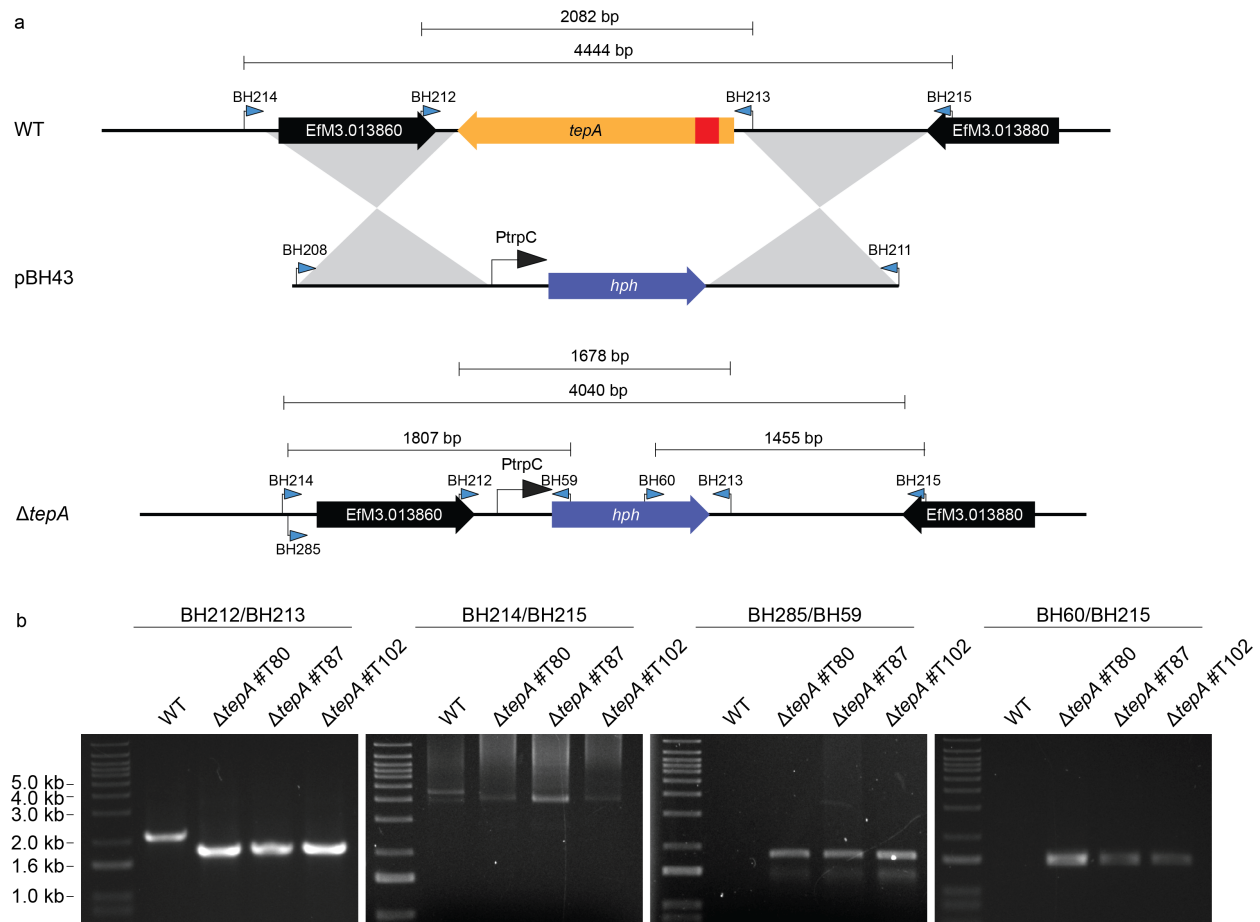 a
2082 bp
4444 bp
BH214
BH212
BH213
BH215
WT
EfM3.013860
tepA
EfM3.013880
PtrpC
BH208
BH211
pBH43
hph
1678 bp
4040 bp
1807 bp
1455 bp
PtrpC
BH214
BH212
BH59
BH60
BH213
BH215
ΔtepA
EfM3.013860
hph
EfM3.013880
BH285
b
BH212/BH213
BH214/BH215
BH285/BH59
BH60/BH215
WT
ΔtepA #T80
ΔtepA #T87
ΔtepA #T102
WT
ΔtepA #T80
ΔtepA #T87
ΔtepA #T102
WT
ΔtepA #T80
ΔtepA #T87
ΔtepA #T102
WT
ΔtepA #T80
ΔtepA #T87
ΔtepA #T102
5.0 kb
4.0 kb
3.0 kb
2.0 kb
1.6 kb
1.0 kb